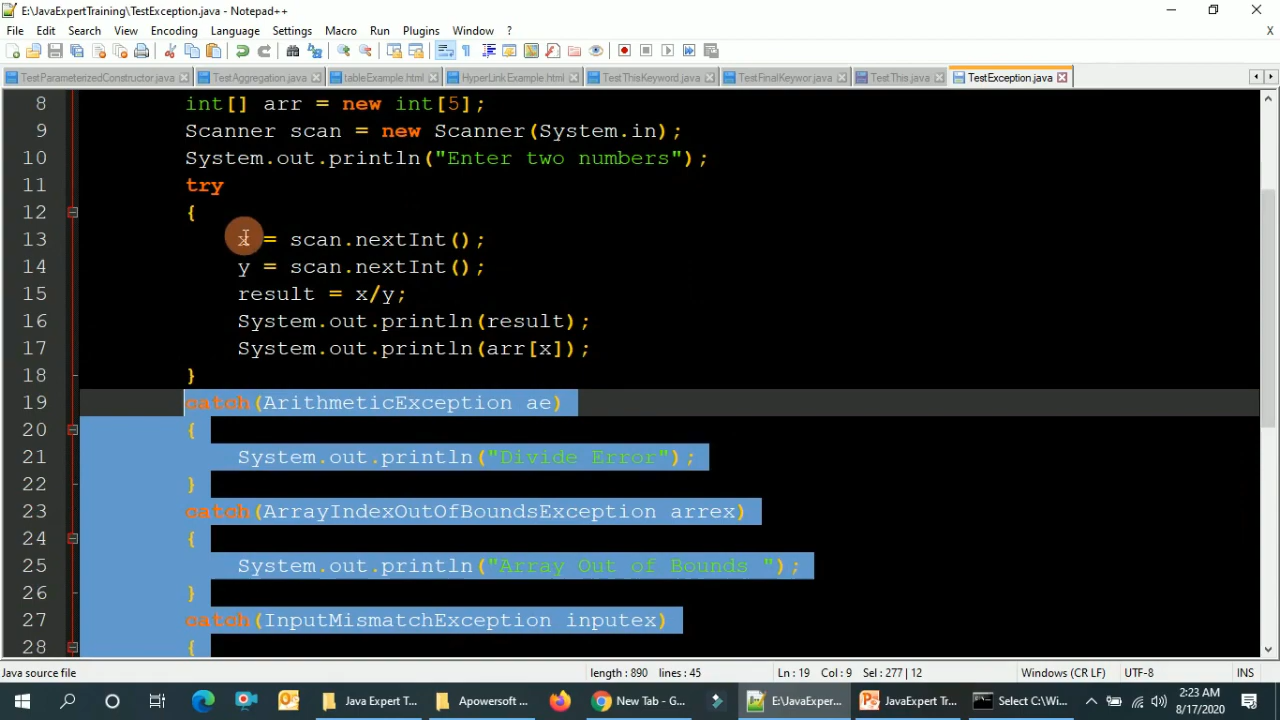 E:\JavaExpertTraining\TestException.java - Notepad++
File Edit Search View Encoding Language Settings Macro Run Plugins Window ? X
TestParameterizedConstructor.java TestAggregation.java tableExample.html HyperLinkExample.html TestThisKeyword.java TestFinalKeywor.java TestThis.java TestException.java
8 int[] arr = new int[5];
9 Scanner scan = new Scanner(System.in);
10 System.out.println("Enter two numbers");
11 try
12 {
13 x = scan.nextInt();
14 y = scan.nextInt();
15 result = x/y;
16 System.out.println(result);
17 System.out.println(arr[x]);
18 }
19 catch(ArithmeticException ae)
20 {
21 System.out.println("Divide Error");
22 }
23 catch(ArrayIndexOutOfBoundsException arrex)
24 {
25 System.out.println("Array Out of Bounds ");
26 }
27 catch(InputMismatchException inputex)
28 {
Java source file length : 890 lines : 45 Ln : 19 Col : 9 Sel : 277 | 12 Windows (CR LF) UTF-8 INS
Java Expert T... Apowersoft ... New Tab - G... E:\JavaExper... JavaExpert Tr... Select C:\Win... 2:23 AM
8/17/2020